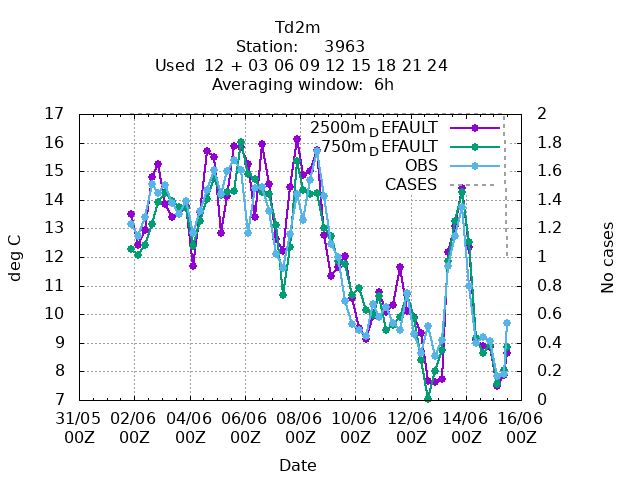 Td2m
Station: 3963
Used 12 + 03 06 09 12 15 18 21 24
Averaging window: 6h
17
16
15
14
13
12
11
10
9
8
7
deg C
2
1.8
1.6
1.4
1.2
1
0.8
0.6
0.4
0.2
0
No cases
2500m_DEFAULT
750m_DEFAULT
OBS
CASES
31/05 02/06 04/06 06/06 08/06 10/06 12/06 14/06 16/06
00Z 00Z 00Z 00Z 00Z 00Z 00Z 00Z 00Z
Date